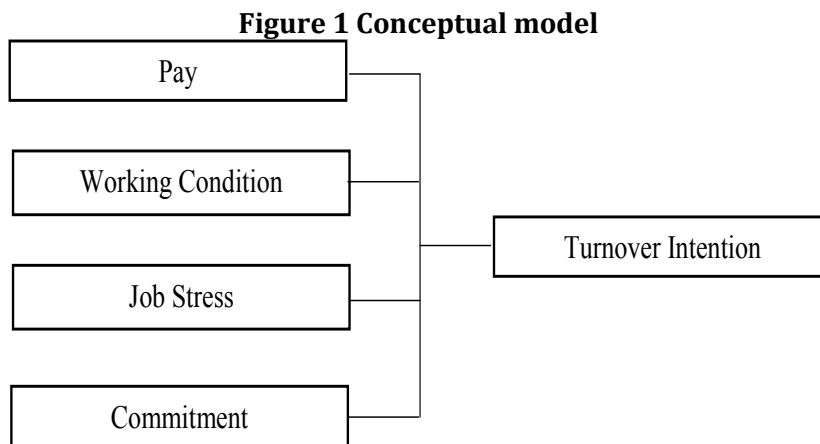 Figure 1 Conceptual model
Pay
Working Condition
Turnover Intention
Job Stress
Commitment